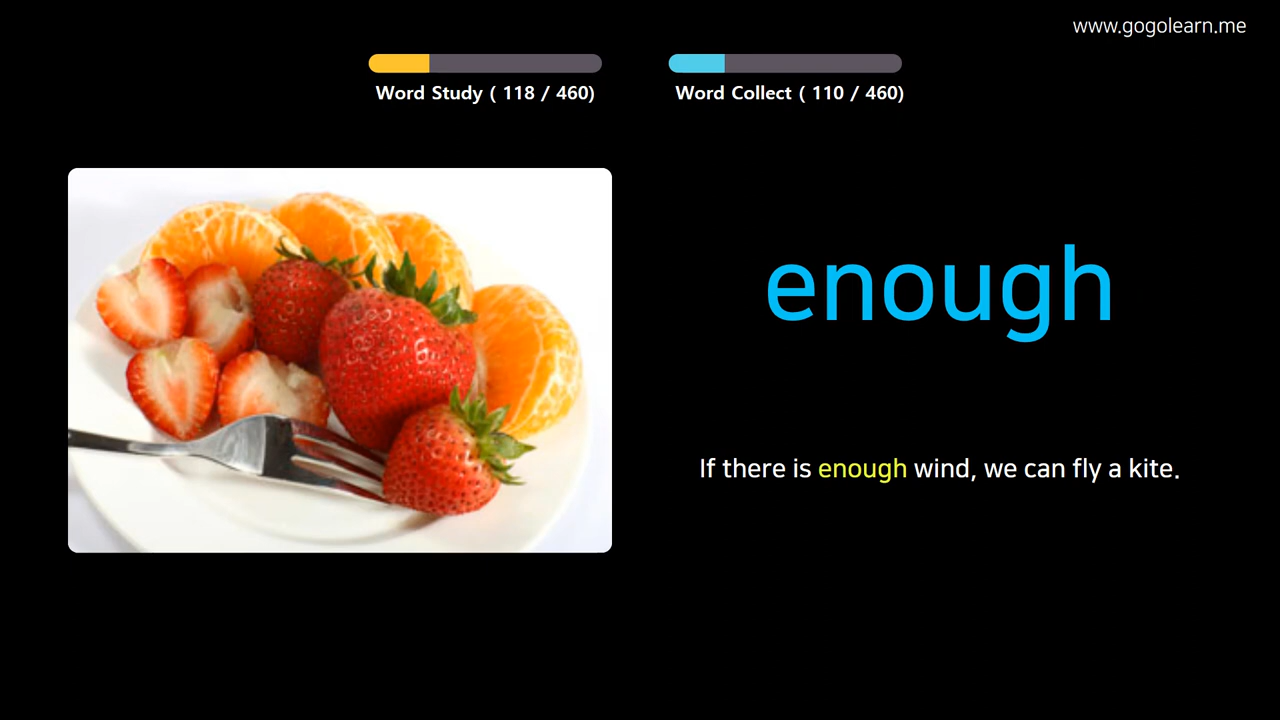 www.gogolearn.me
Word Study ( 118 / 460)
Word Collect ( 110 / 460)
enough
If there is enough wind, we can fly a kite.